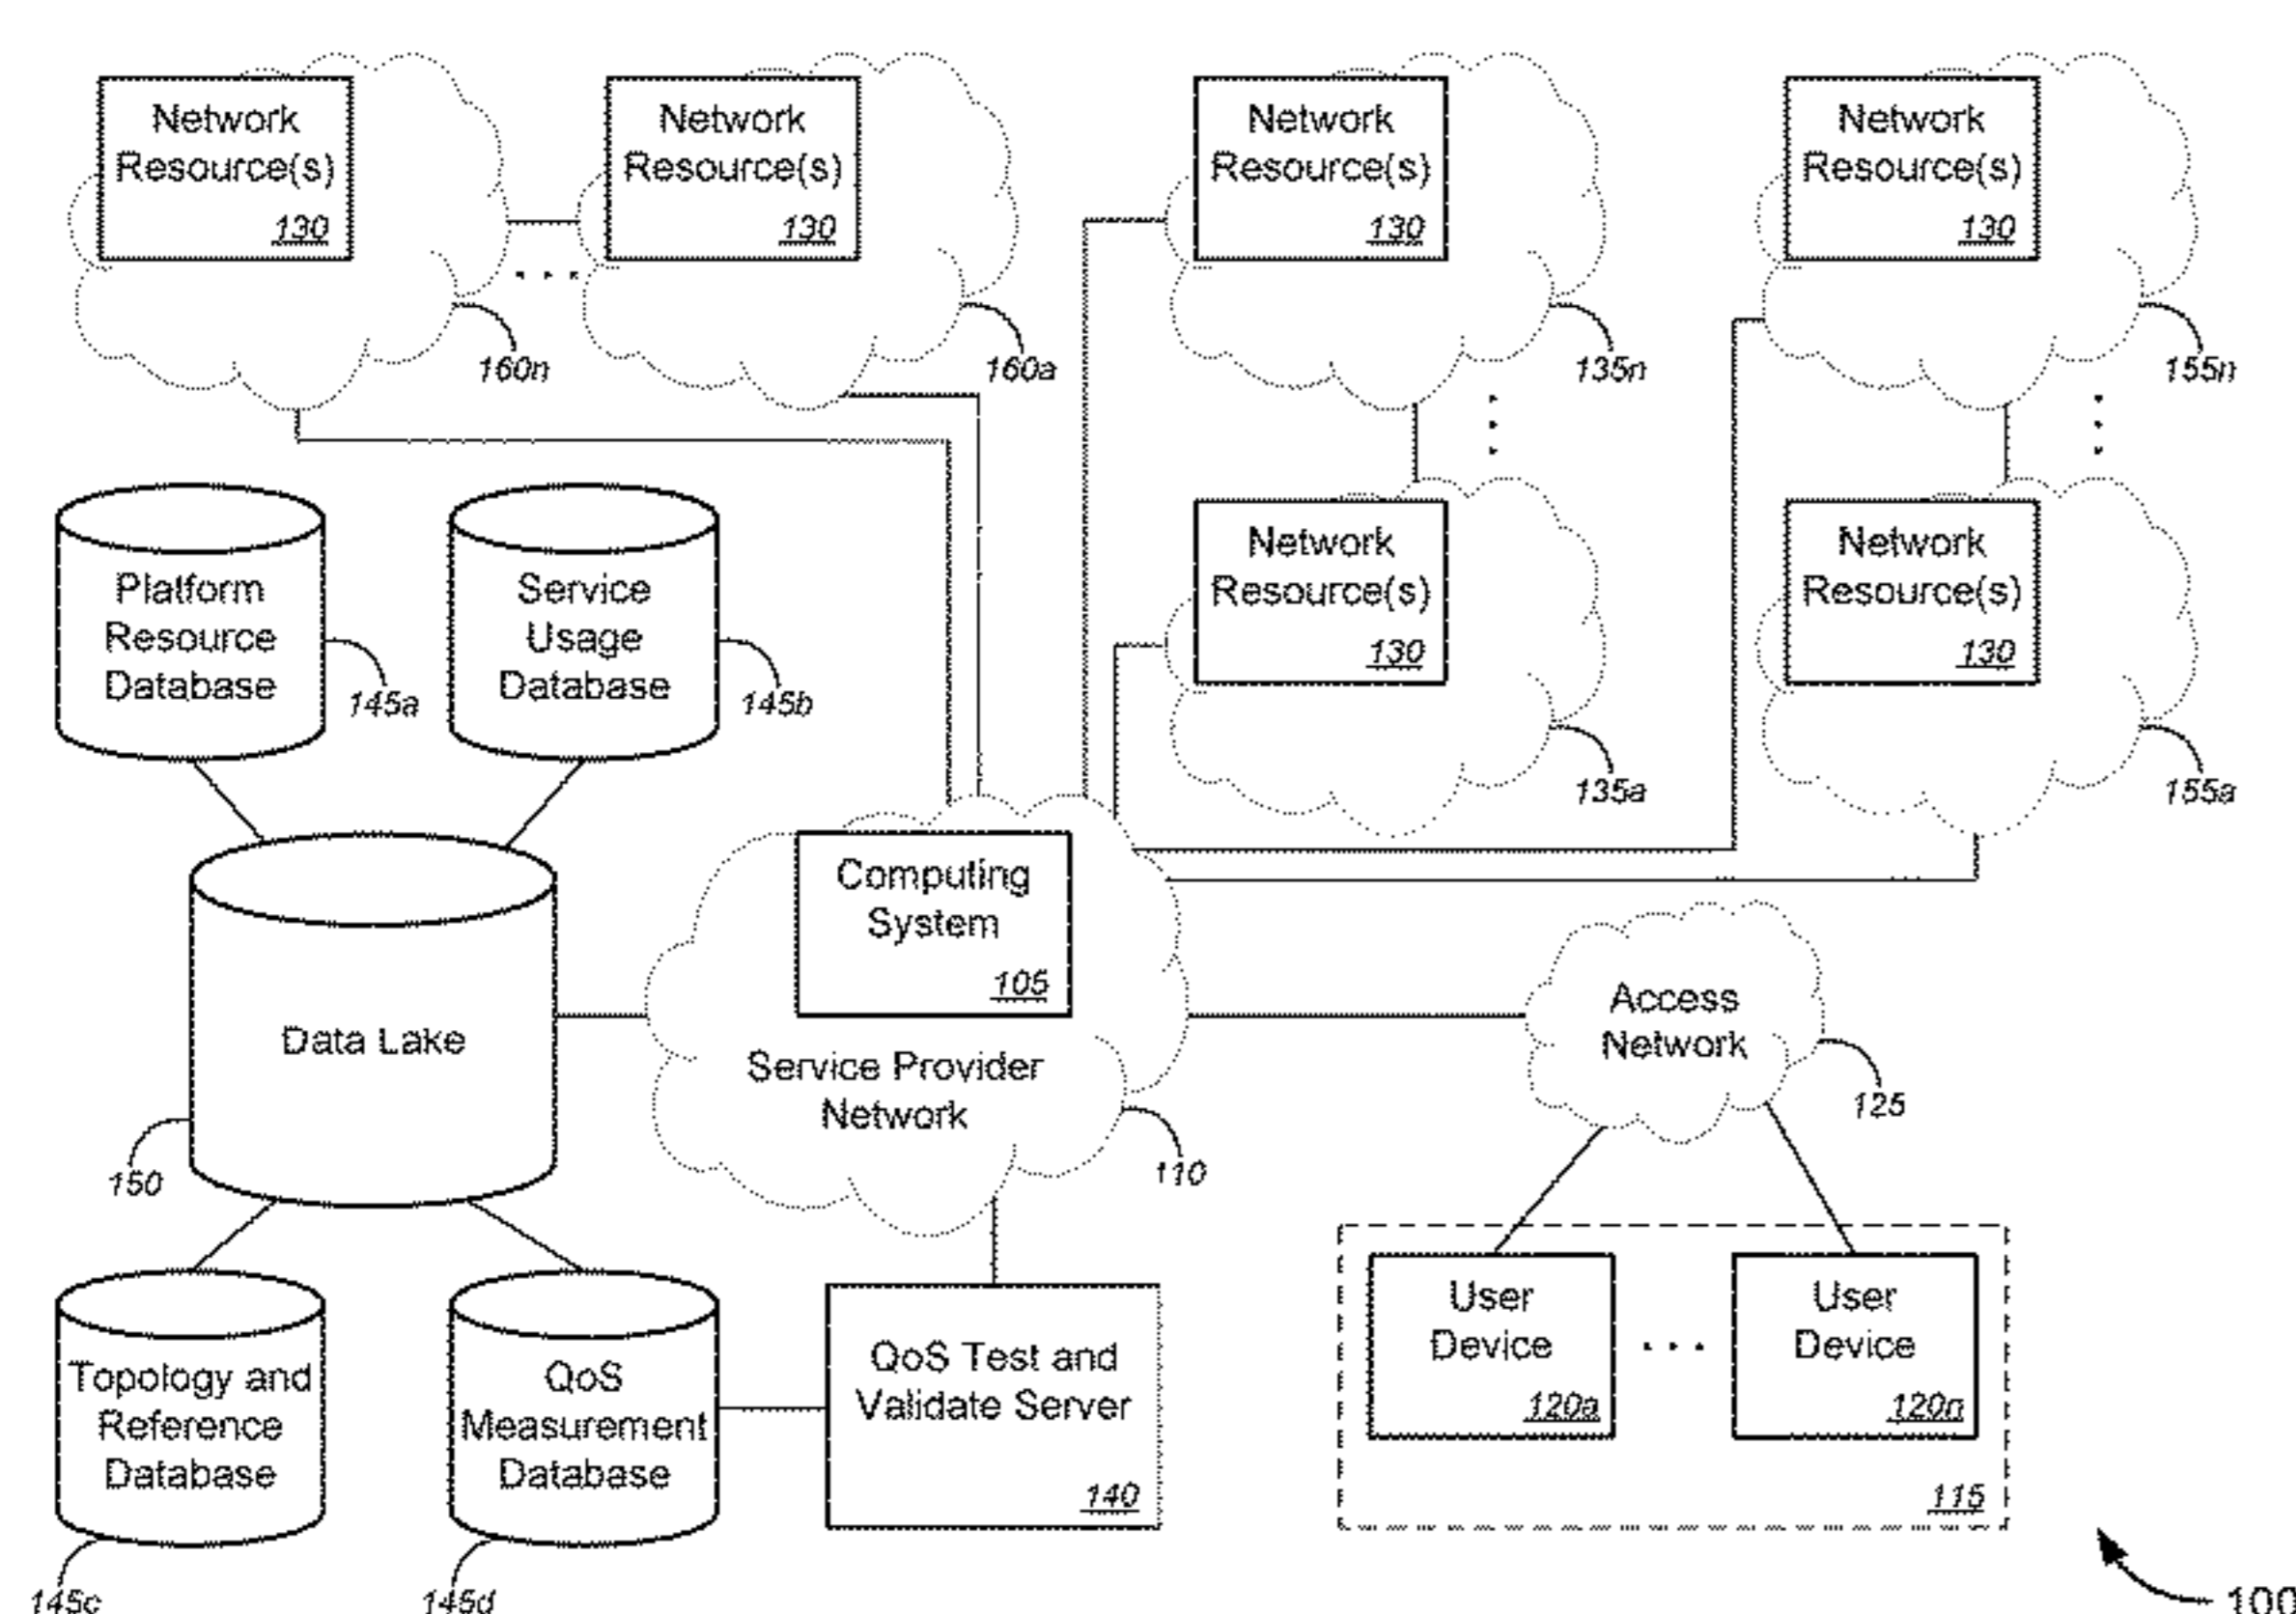 Network
Resource(s)
130
Network
Resource(s)
130
Network
Resource(s)
130
Network
Resource(s)
130
. . .
160n
160a
135n
155n
Network
Resource(s)
130
Network
Resource(s)
130
Platform
Resource
Database
145a
Service
Usage
Database
145b
135a
155a
Computing
System
105
Service Provider
Network
110
Data Lake
150
Access
Network
125
Topology and
Reference
Database
145c
QoS
Measurement
Database
145d
QoS Test and
Validate Server
140
User
Device
120a
. . .
User
Device
120n
115
100